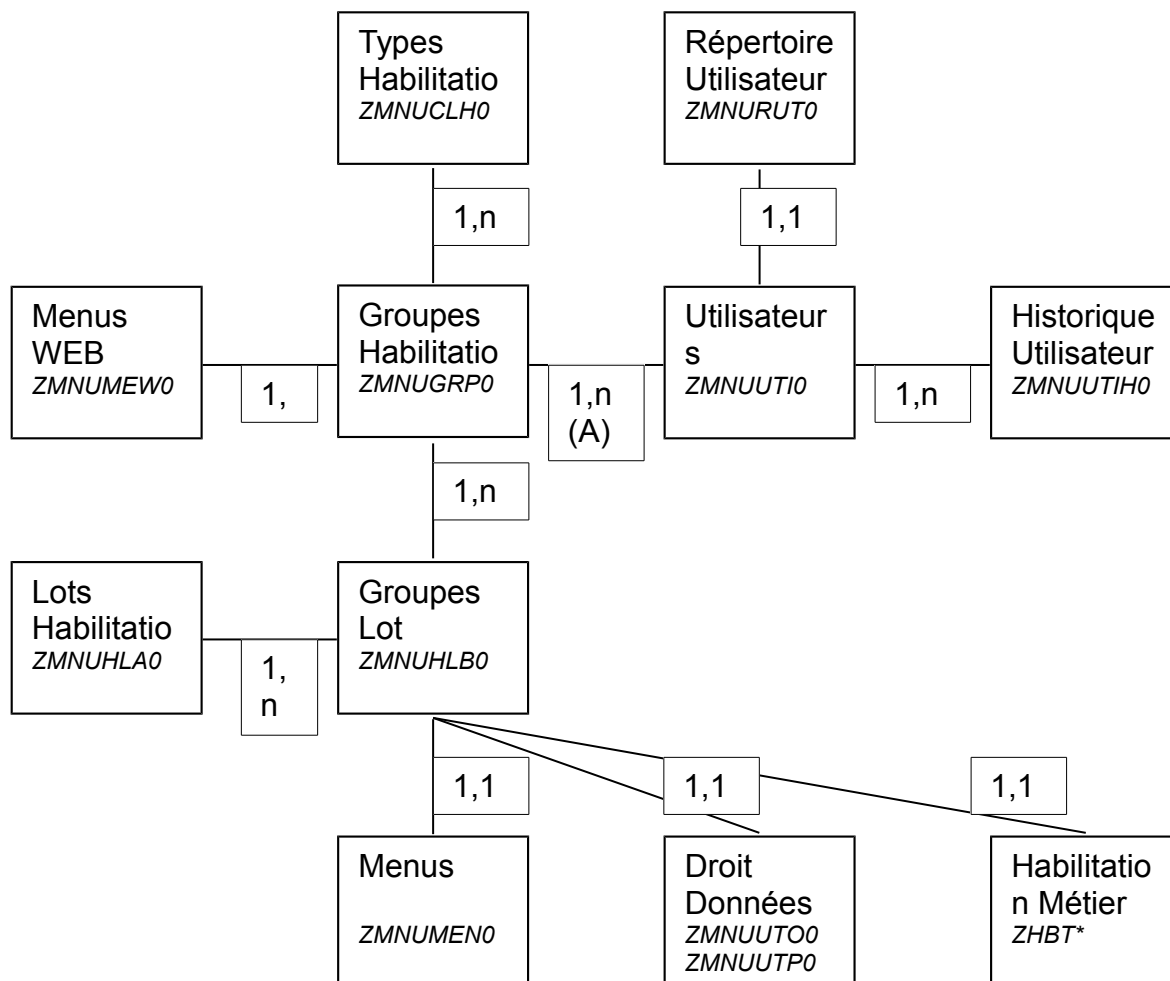 Types
Habilitatio
ZMNUCLH0
Répertoire
Utilisateur
ZMNURUT0
1,n
1,1
Menus
WEB
ZMNUMEW0
1,
Groupes
Habilitatio
ZMNUGRP0
1,n
(A)
Utilisateur
s
ZMNUUTI0
1,n
Historique
Utilisateur
ZMNUUTIH0
1,n
Lots
Habilitatio
ZMNUHLA0
1,
n
Groupes
Lot
ZMNUHLB0
1,1
1,1
1,1
Menus
ZMNUMEN0
Droit
Données
ZMNUUTO0
ZMNUUTP0
Habilitatio
n Métier
ZHBT*